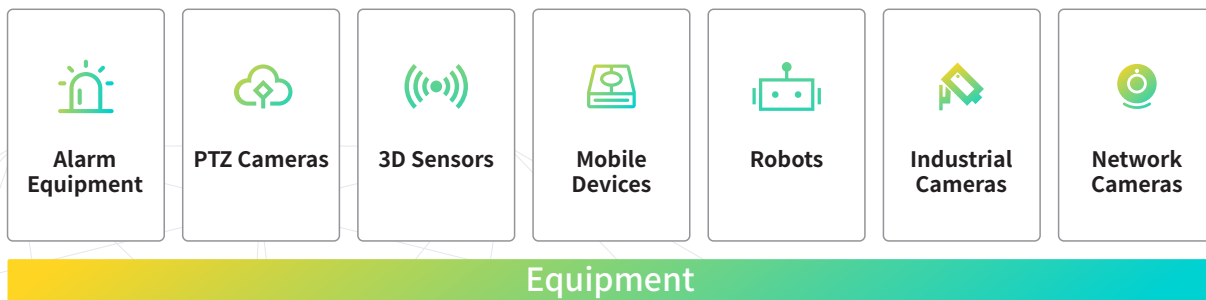 Alarm
Equipment
PTZ Cameras
3D Sensors
Mobile
Devices
Robots
Industrial
Cameras
Network
Cameras
Equipment